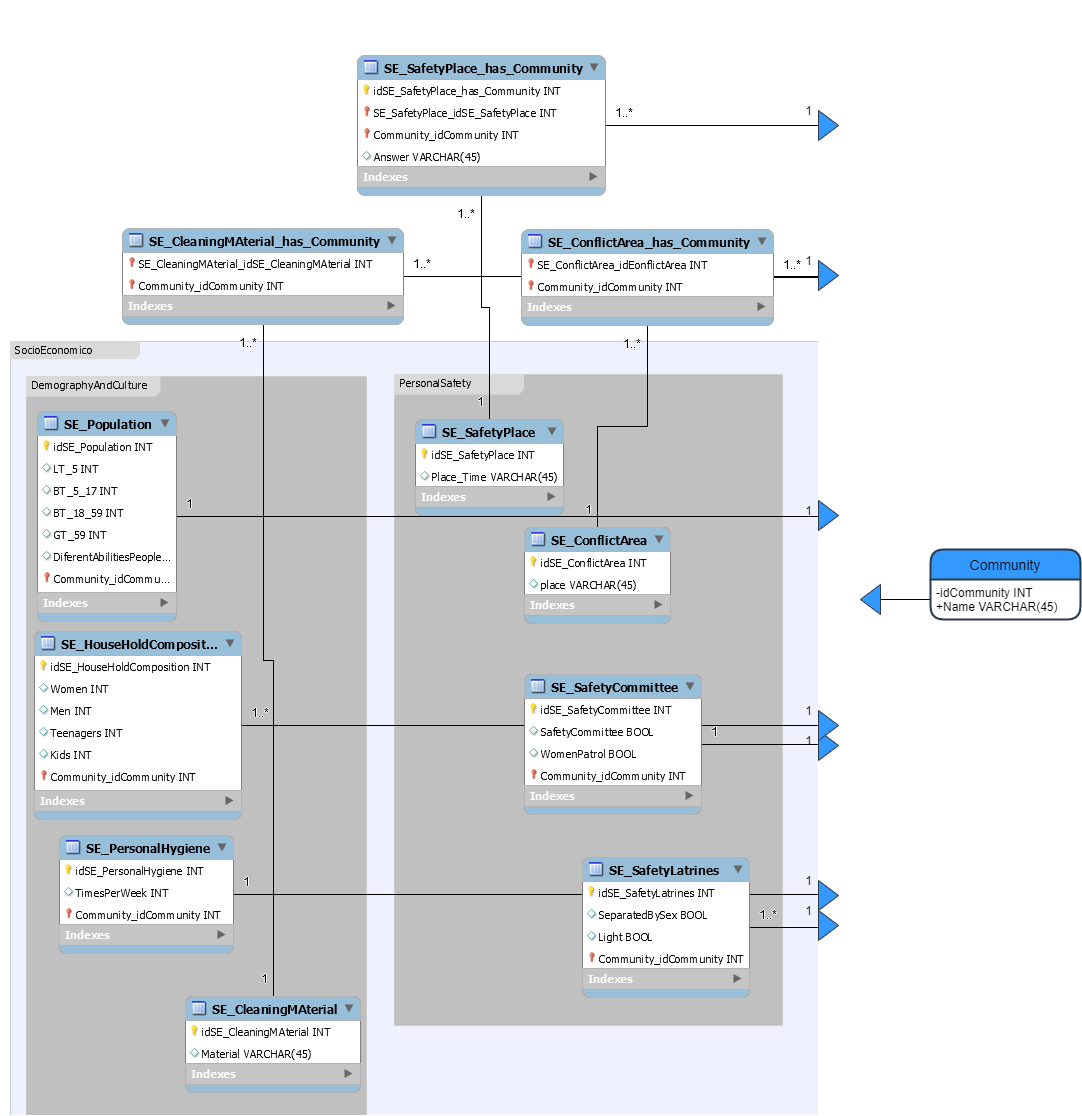 SE_SafetyPlace_has_Community
idSE_SafetyPlace_has_Community INT
SE_SafetyPlace_idSE_SafetyPlace INT
Community_idCommunity INT
Answer VARCHAR(45)
Indexes
1..*
1
1..*
SE_CleaningMAterial_has_Community
SE_CleaningMAterial_idSE_CleaningMAterial INT
Community_idCommunity INT
Indexes
1..*
1..*
SE_ConflictArea_has_Community
SE_ConflictArea_idEonflictArea INT
Community_idCommunity INT
Indexes
1..*
1
1..*
SocioEconomico
DemographyAndCulture
SE_Population
idSE_Population INT
LT_5 INT
BT_5_17 INT
BT_18_59 INT
GT_59 INT
DiferentAbilitiesPeople...
Community_idCommu...
Indexes
1
1
SE_HouseHoldComposit...
idSE_HouseHoldComposition INT
Women INT
Men INT
Teenagers INT
Kids INT
Community_idCommunity INT
Indexes
1..*
1
SE_PersonalHygiene
idSE_PersonalHygiene INT
TimesPerWeek INT
Community_idCommunity INT
Indexes
1
1
1
SE_CleaningMAterial
idSE_CleaningMAterial INT
Material VARCHAR(45)
Indexes
PersonalSafety
1
SE_SafetyPlace
idSE_SafetyPlace INT
Place_Time VARCHAR(45)
Indexes
1
SE_ConflictArea
idSE_ConflictArea INT
place VARCHAR(45)
Indexes
SE_SafetyCommittee
idSE_SafetyCommittee INT
SafetyCommittee BOOL
WomenPatrol BOOL
Community_idCommunity INT
Indexes
1
1
SE_SafetyLatrines
idSE_SafetyLatrines INT
SeparatedBySex BOOL
Light BOOL
Community_idCommunity INT
Indexes
1..*
1
Community
-idCommunity INT
+Name VARCHAR(45)